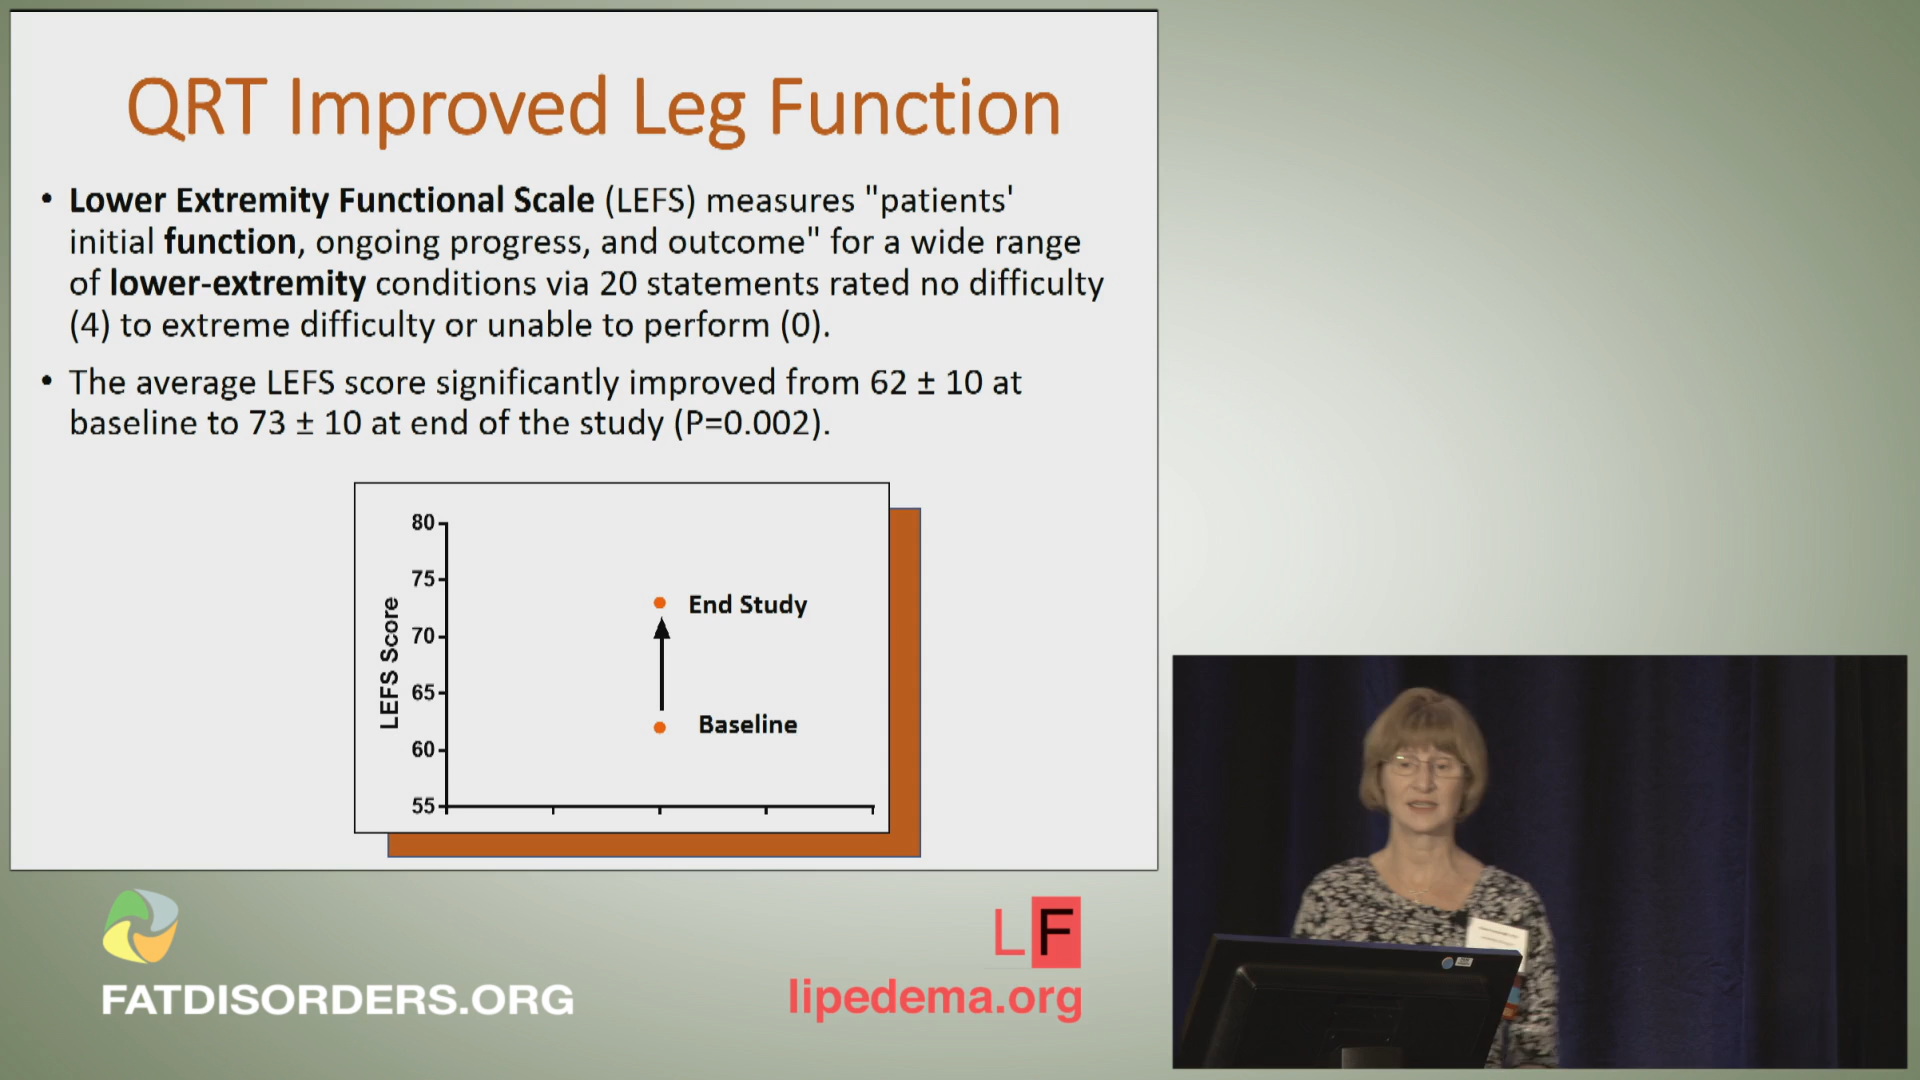 QRT Improved Leg Function
• Lower Extremity Functional Scale (LEFS) measures "patients'
initial function, ongoing progress, and outcome" for a wide range
of lower-extremity conditions via 20 statements rated no difficulty
(4) to extreme difficulty or unable to perform (0).
• The average LEFS score significantly improved from 62 ± 10 at
baseline to 73 ± 10 at end of the study (P=0.002).
LEFS Score
80
75
70
65
60
55
End Study
Baseline
FATDISORDERS.ORG
LF
lipedema.org